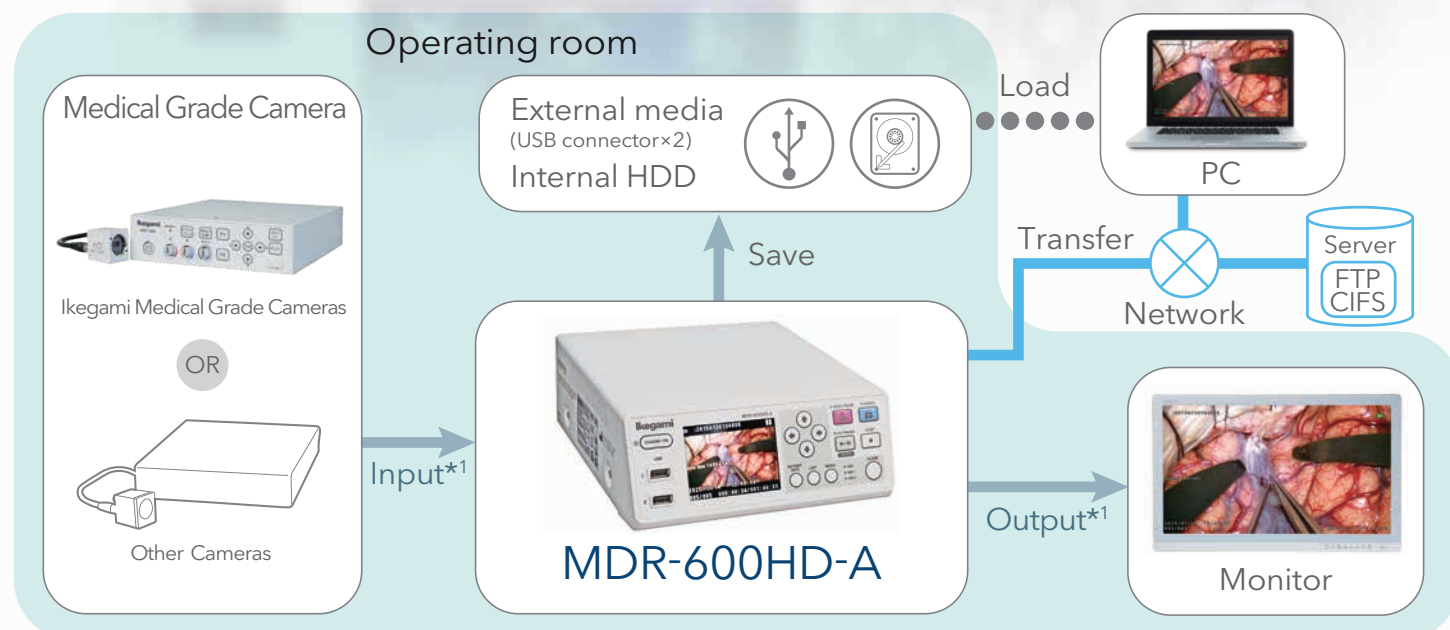 Operating room
Medical Grade Camera
Ikegami Medical Grade Cameras
OR
Other Cameras
Input*1
External media
(USB connector×2)
Internal HDD
Save
Ikegami
MDR-600HD-A
Load
PC
Transfer
Network
Server
FTP
CIFS
Output*1
Monitor